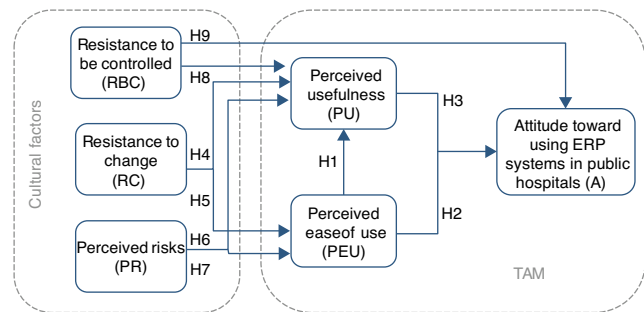 Cultural factors
Resistance to
be controlled
(RBC)
H9
H8
Resistance to
change
(RC)
H4
H5
Perceived risks
(PR)
H6
H7
Perceived
usefulness
(PU)
H1
Perceived
easeof use
(PEU)
H3
H2
Attitude toward
using ERP
systems in public
hospitals (A)
TAM